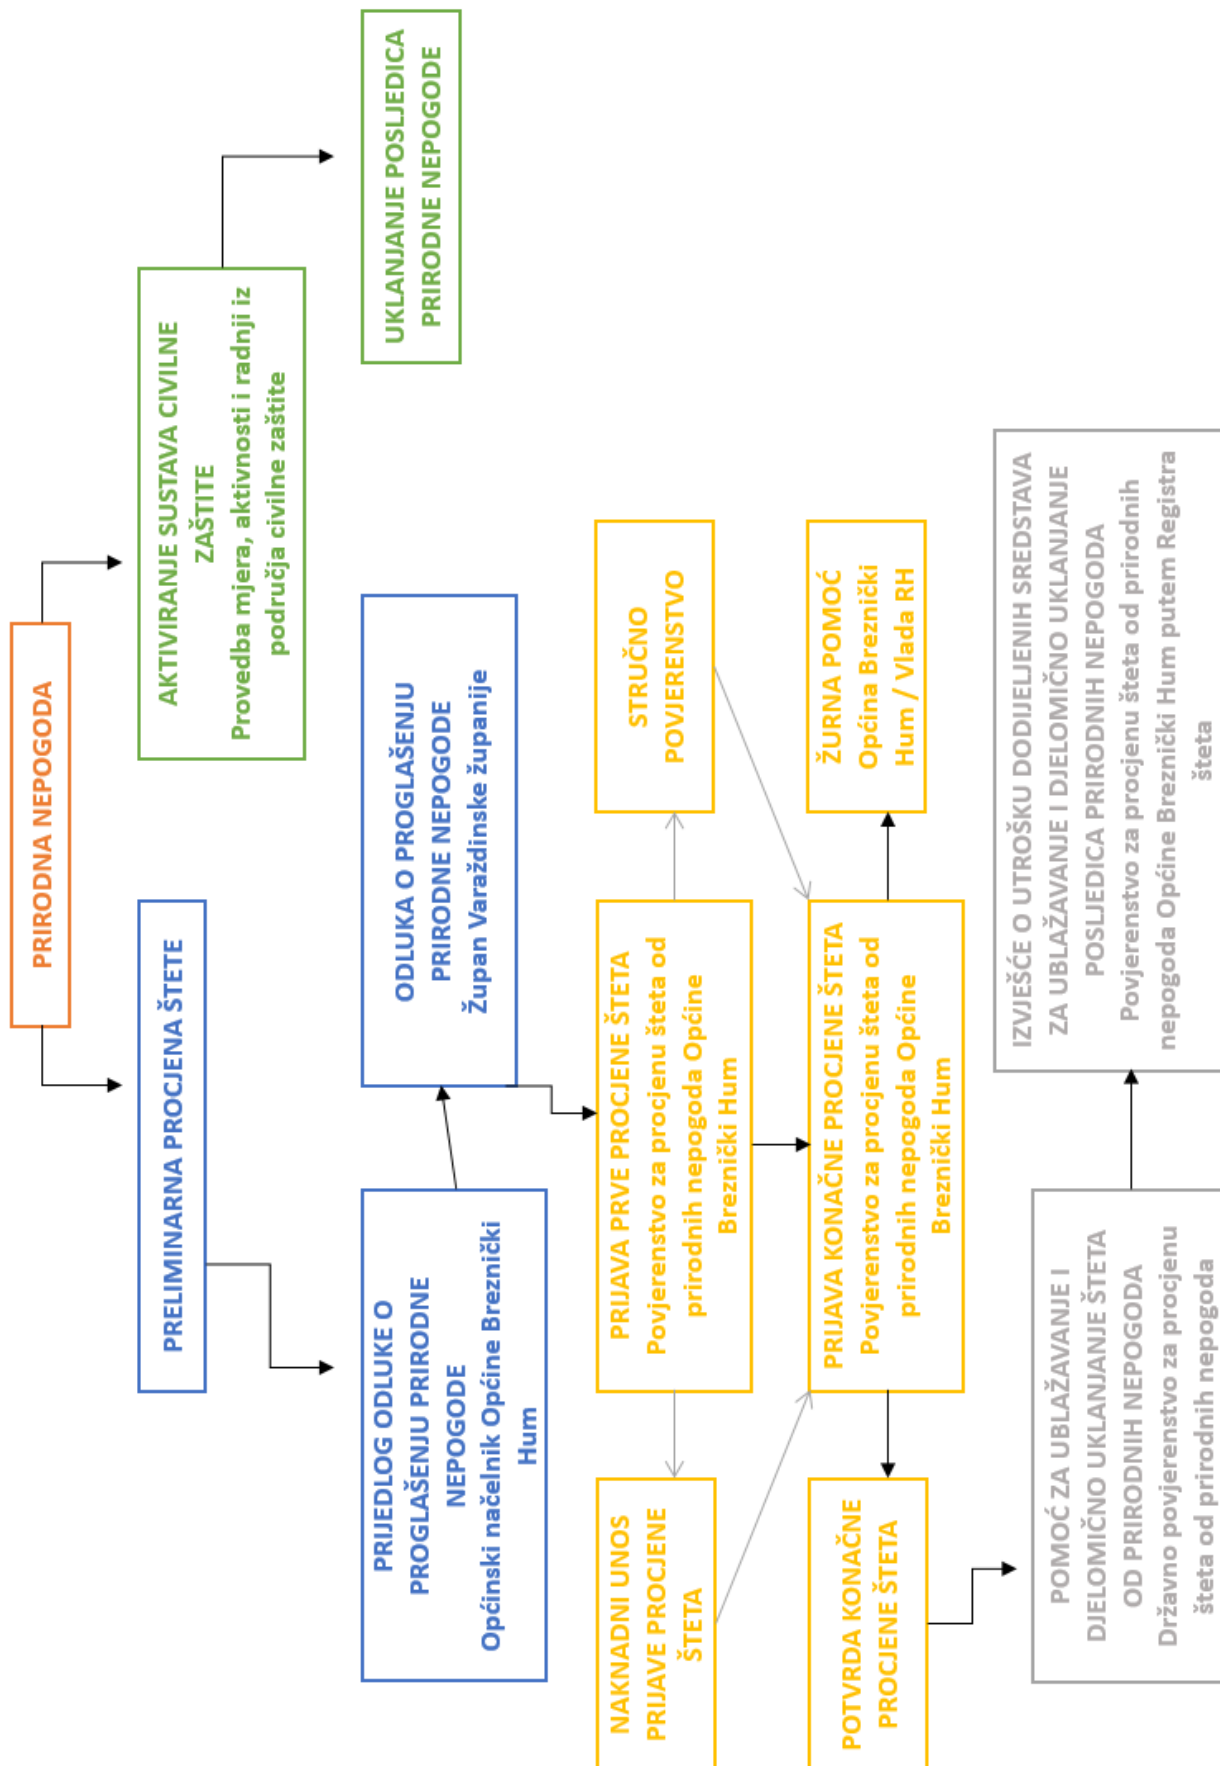 PRIRODNA NEPOGODA
PRELIMINARNA PROCJENA ŠTETE
AKTIVIRANJE SUSTAVA CIVILNE
ZAŠTITE
Provedba mjera, aktivnosti i radnji iz
područja civilne zaštite
PRIJEDLOG ODLUKE O
PROGLAŠENJU PRIRODNE
NEPOGODE
Općinski načelnik Općine Breznički
Hum
ODLUKA O PROGLAŠENJU
PRIRODNE NEPOGODE
Župan Varaždinske županije
UKLANJANJE POSLJEDICA
PRIRODNE NEPOGODE
NAKNADNI UNOS
PRIJAVE PROCJENE
ŠTETA
PRIJAVA PRVE PROCJENE ŠTETA
Povjerenstvo za procjenu šteta od
prirodnih nepogoda Općine
Breznički Hum
STRUČNO
POVJERENSTVO
POTVRDA KONAČNE
PROCJENE ŠTETA
PRIJAVA KONAČNE PROCJENE ŠTETA
Povjerenstvo za procjenu šteta od
prirodnih nepogoda Općine
Breznički Hum
ŽURNA POMOĆ
Općina Breznički
Hum / Vlada RH
POMOĆ ZA UBLAŽAVANJE I
DJELOMIČNO UKLANJANJE ŠTETA
OD PRIRODNIH NEPOGODA
Državno povjerenstvo za procjenu
šteta od prirodnih nepogoda
IZVJEŠĆE O UTROŠKU DODIJELJENIH SREDSTAVA
ZA UBLAŽAVANJE I DJELOMIČNO UKLANJANJE
POSLJEDICA PRIRODNIH NEPOGODA
Povjerenstvo za procjenu šteta od prirodnih
nepogoda Općine Breznički Hum putem Registra
šteta